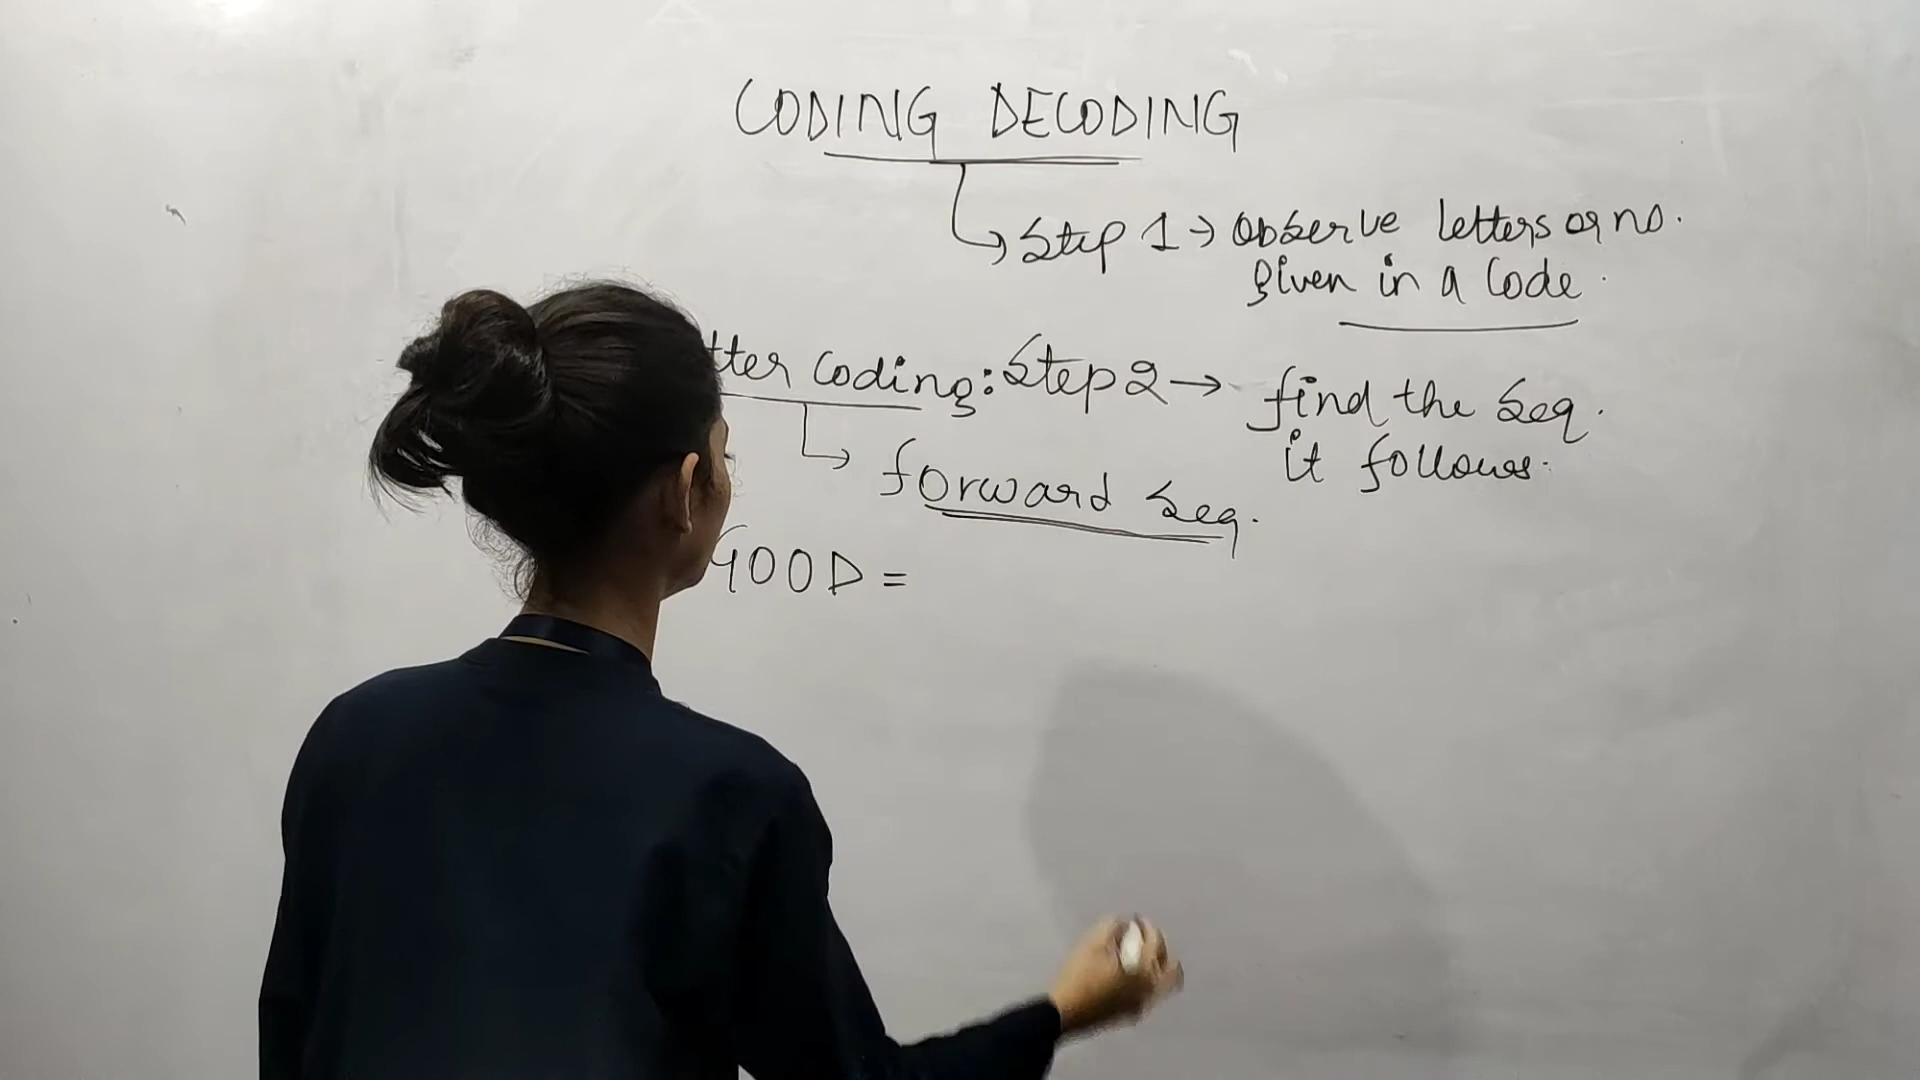 CODING DECODING
Step 1 → Observe letters or no.
given in a Code.
tter Coding: Step 2 → find the Seq.
it follows.
forward Seq.
GOOD =